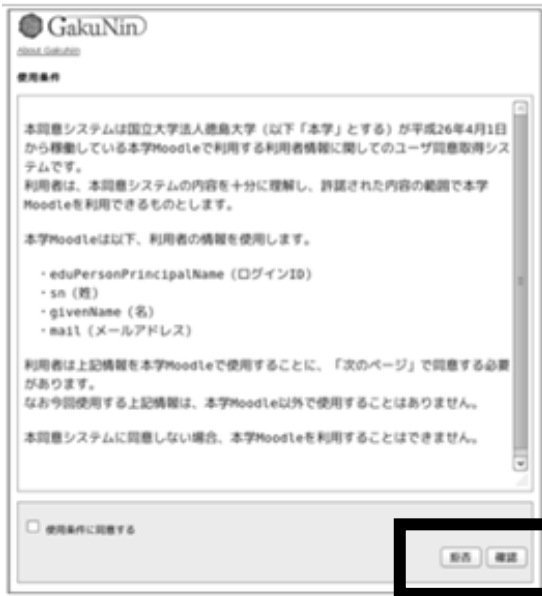 GakuNin
About GakuNin
使用条件
本同意システムは国立大学法人徳島大学（以下「本学」とする）が平成26年4月1日
から稼働している本学Moodleで利用する利用者情報に関してのユーザ同意取得シス
テムです。
利用者は、本同意システムの内容を十分に理解し、許諾された内容の範囲で本学
Moodleを利用できるものとします。
本学Moodleは以下、利用者の情報を使用します。
・eduPersonPrincipalName（ログインID）
・sn（姓）
・givenName（名）
・mail（メールアドレス）
利用者は上記情報を本学Moodleで使用することに、「次のページ」で同意する必要
があります。
なお今回使用する上記情報は、本学Moodle以外で使用することはありません。
本同意システムに同意しない場合、本学Moodleを利用することはできません。
使用条件に同意する
拒否 確認